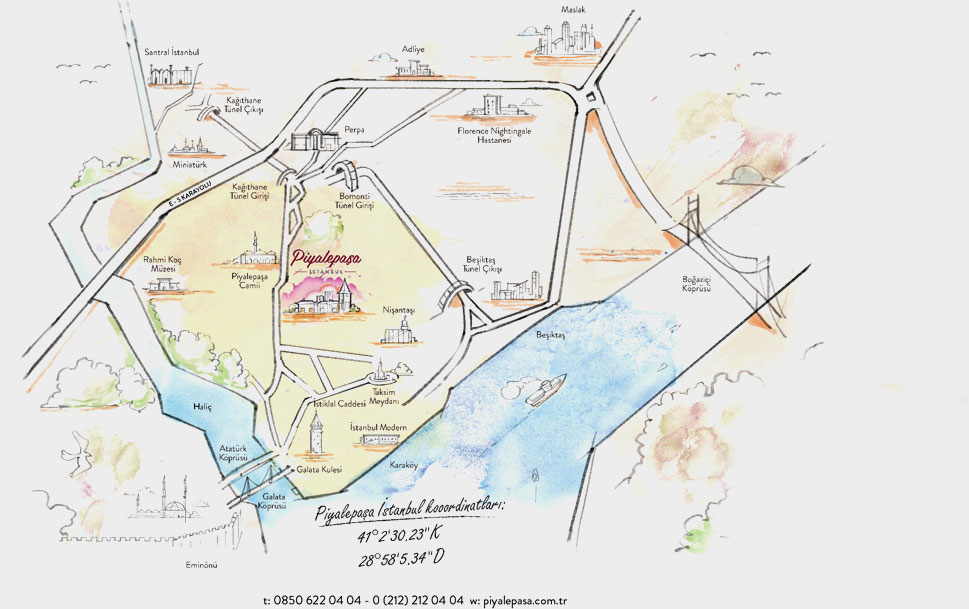 Maslak
Adliye
Santral İstanbul
Kağıthane
Tünel Çıkışı
Perpa
Florence Nightingale
Hastanesi
Miniatürk
E - 5 KARAYOLU
Kağıthane
Tünel Girişi
Bomonti
Tünel Girişi
Piyalepaşa
İSTANBUL
Rahmi Koç
Müzesi
Piyalepaşa
Camii
Beşiktaş
Tünel Çıkışı
Boğaziçi
Köprüsü
Nişantaşı
Beşiktaş
Taksim
Meydanı
İstiklal Caddesi
Haliç
İstanbul Modern
Atatürk
Köprüsü
Galata Kulesi
Karaköy
Galata
Köprüsü
Piyalepaşa İstanbul kooordinatları:
41°2'30.23"K
28°58'5.34"D
Eminönü
t: 0850 622 04 04 - 0 (212) 212 04 04 w: piyalepasa.com.tr